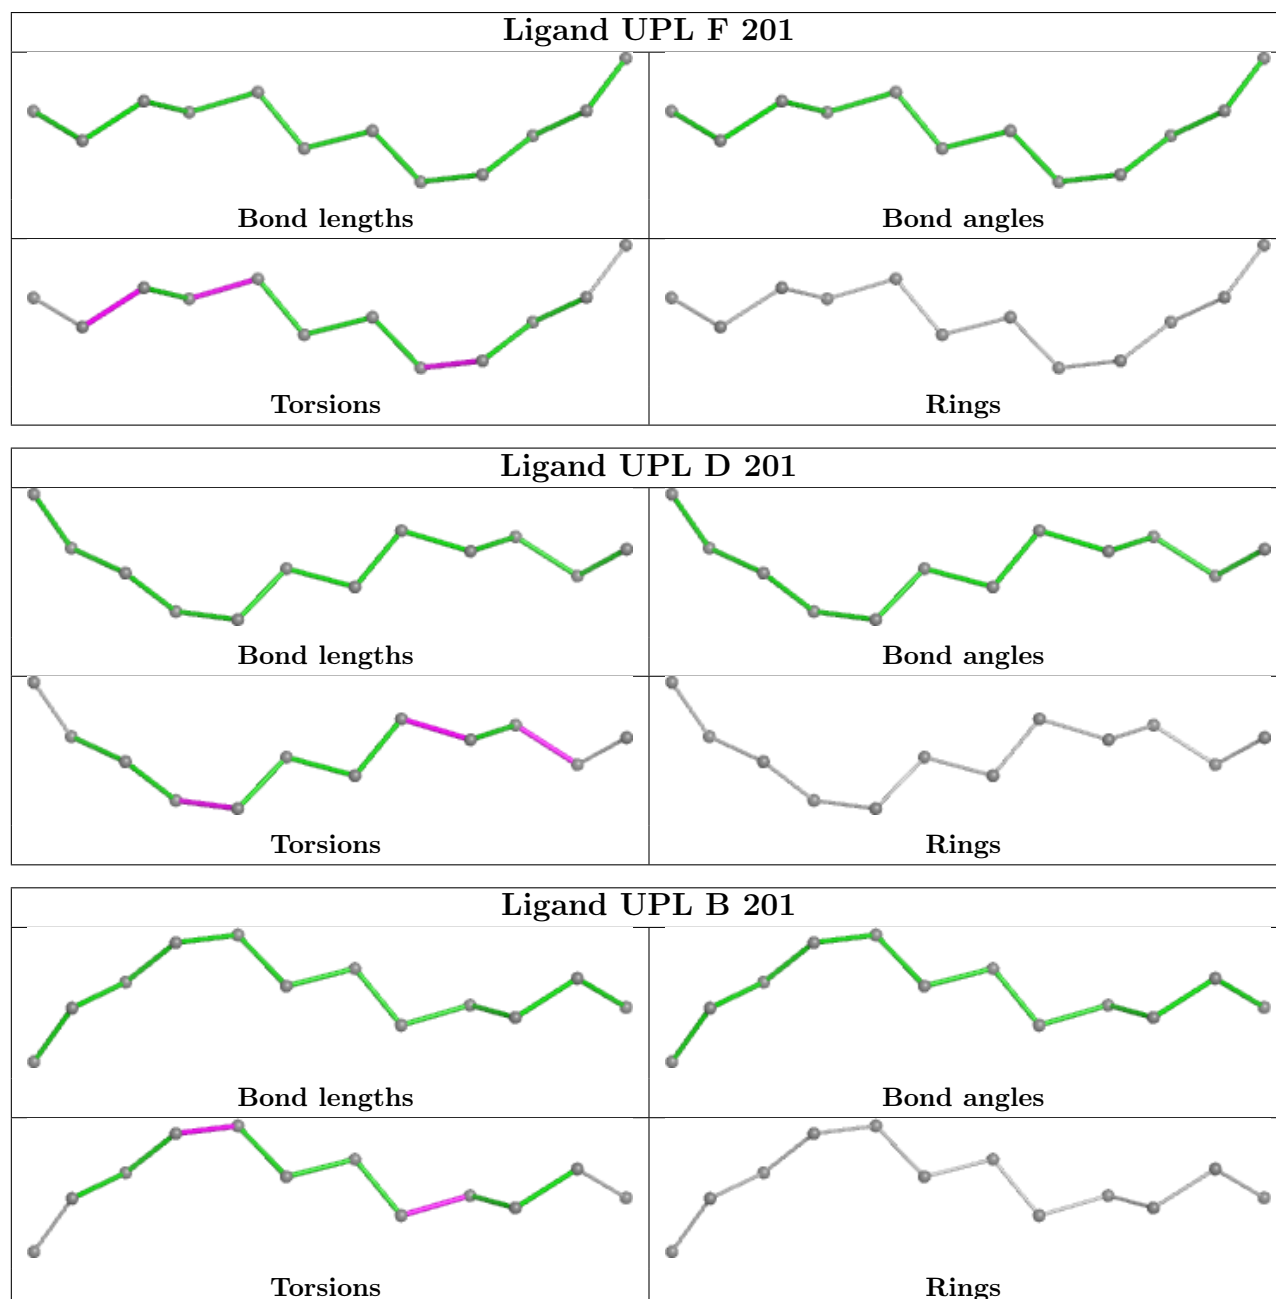 Ligand UPL F 201
Bond lengths
Bond angles
Torsions
Rings
Ligand UPL D 201
Bond lengths
Bond angles
Torsions
Rings
Ligand UPL B 201
Bond lengths
Bond angles
Torsions
Rings